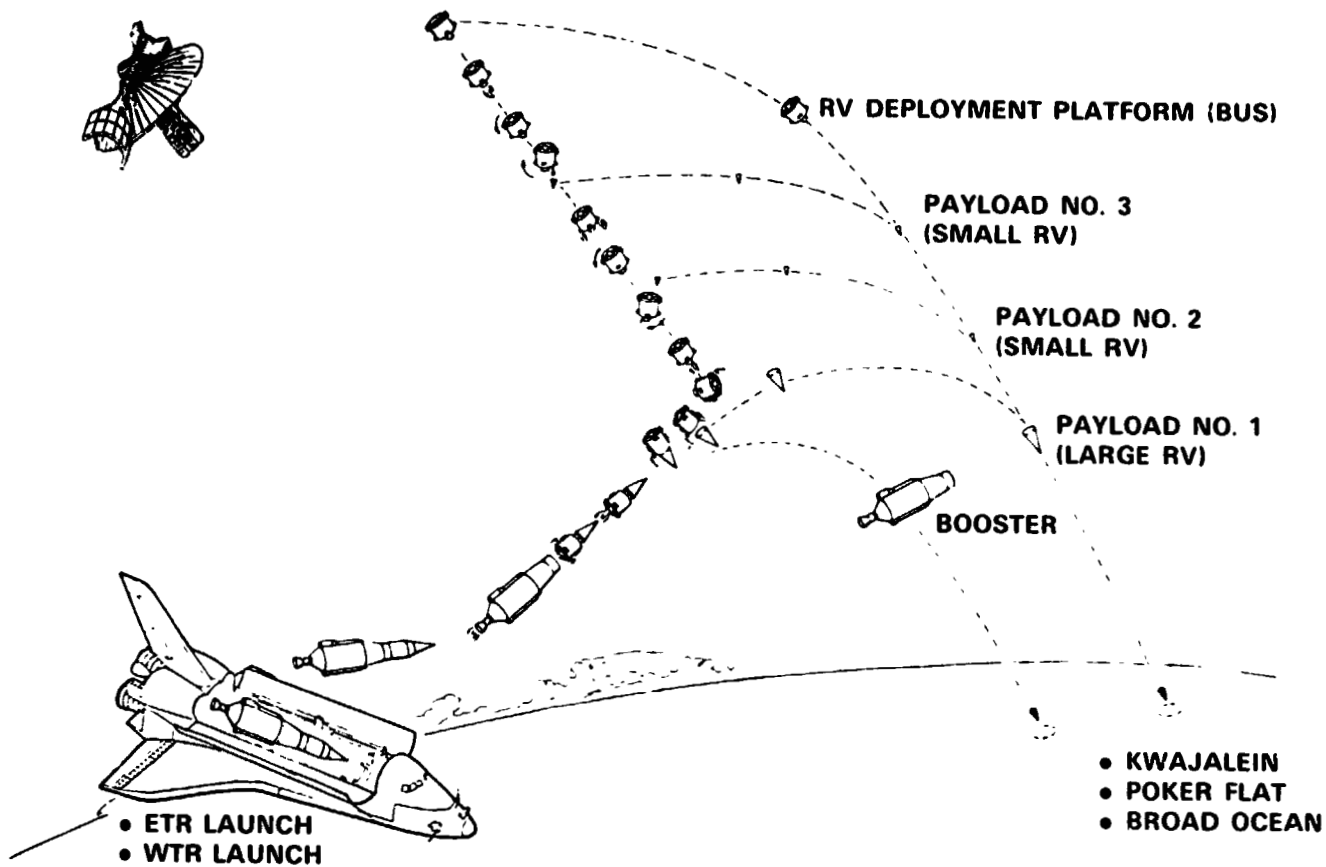 RV DEPLOYMENT PLATFORM (BUS)
PAYLOAD NO. 3
(SMALL RV)
PAYLOAD NO. 2
(SMALL RV)
PAYLOAD NO. 1
(LARGE RV)
BOOSTER
• KWAJALEIN
• POKER FLAT
• BROAD OCEAN
• ETR LAUNCH
• WTR LAUNCH